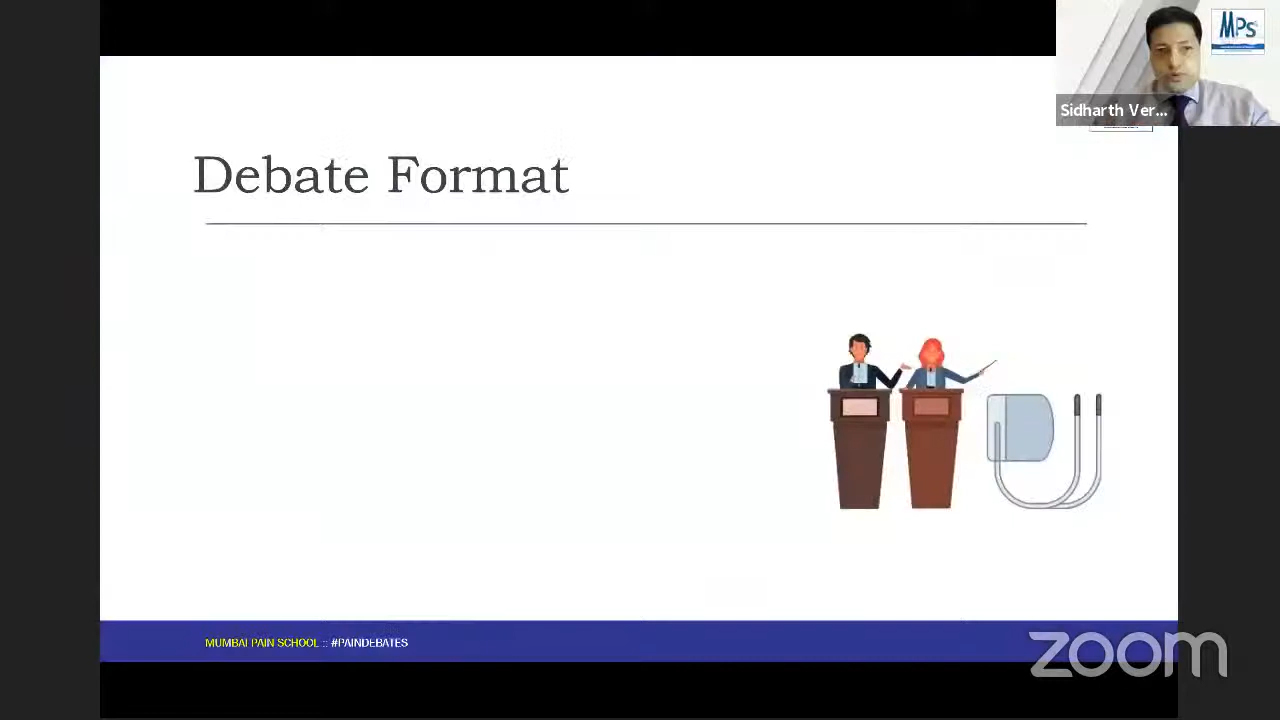 MPS
Sidharth Ver...
Debate Format
MUMBAI PAIN SCHOOL :: #PAINDEBATES
zoom